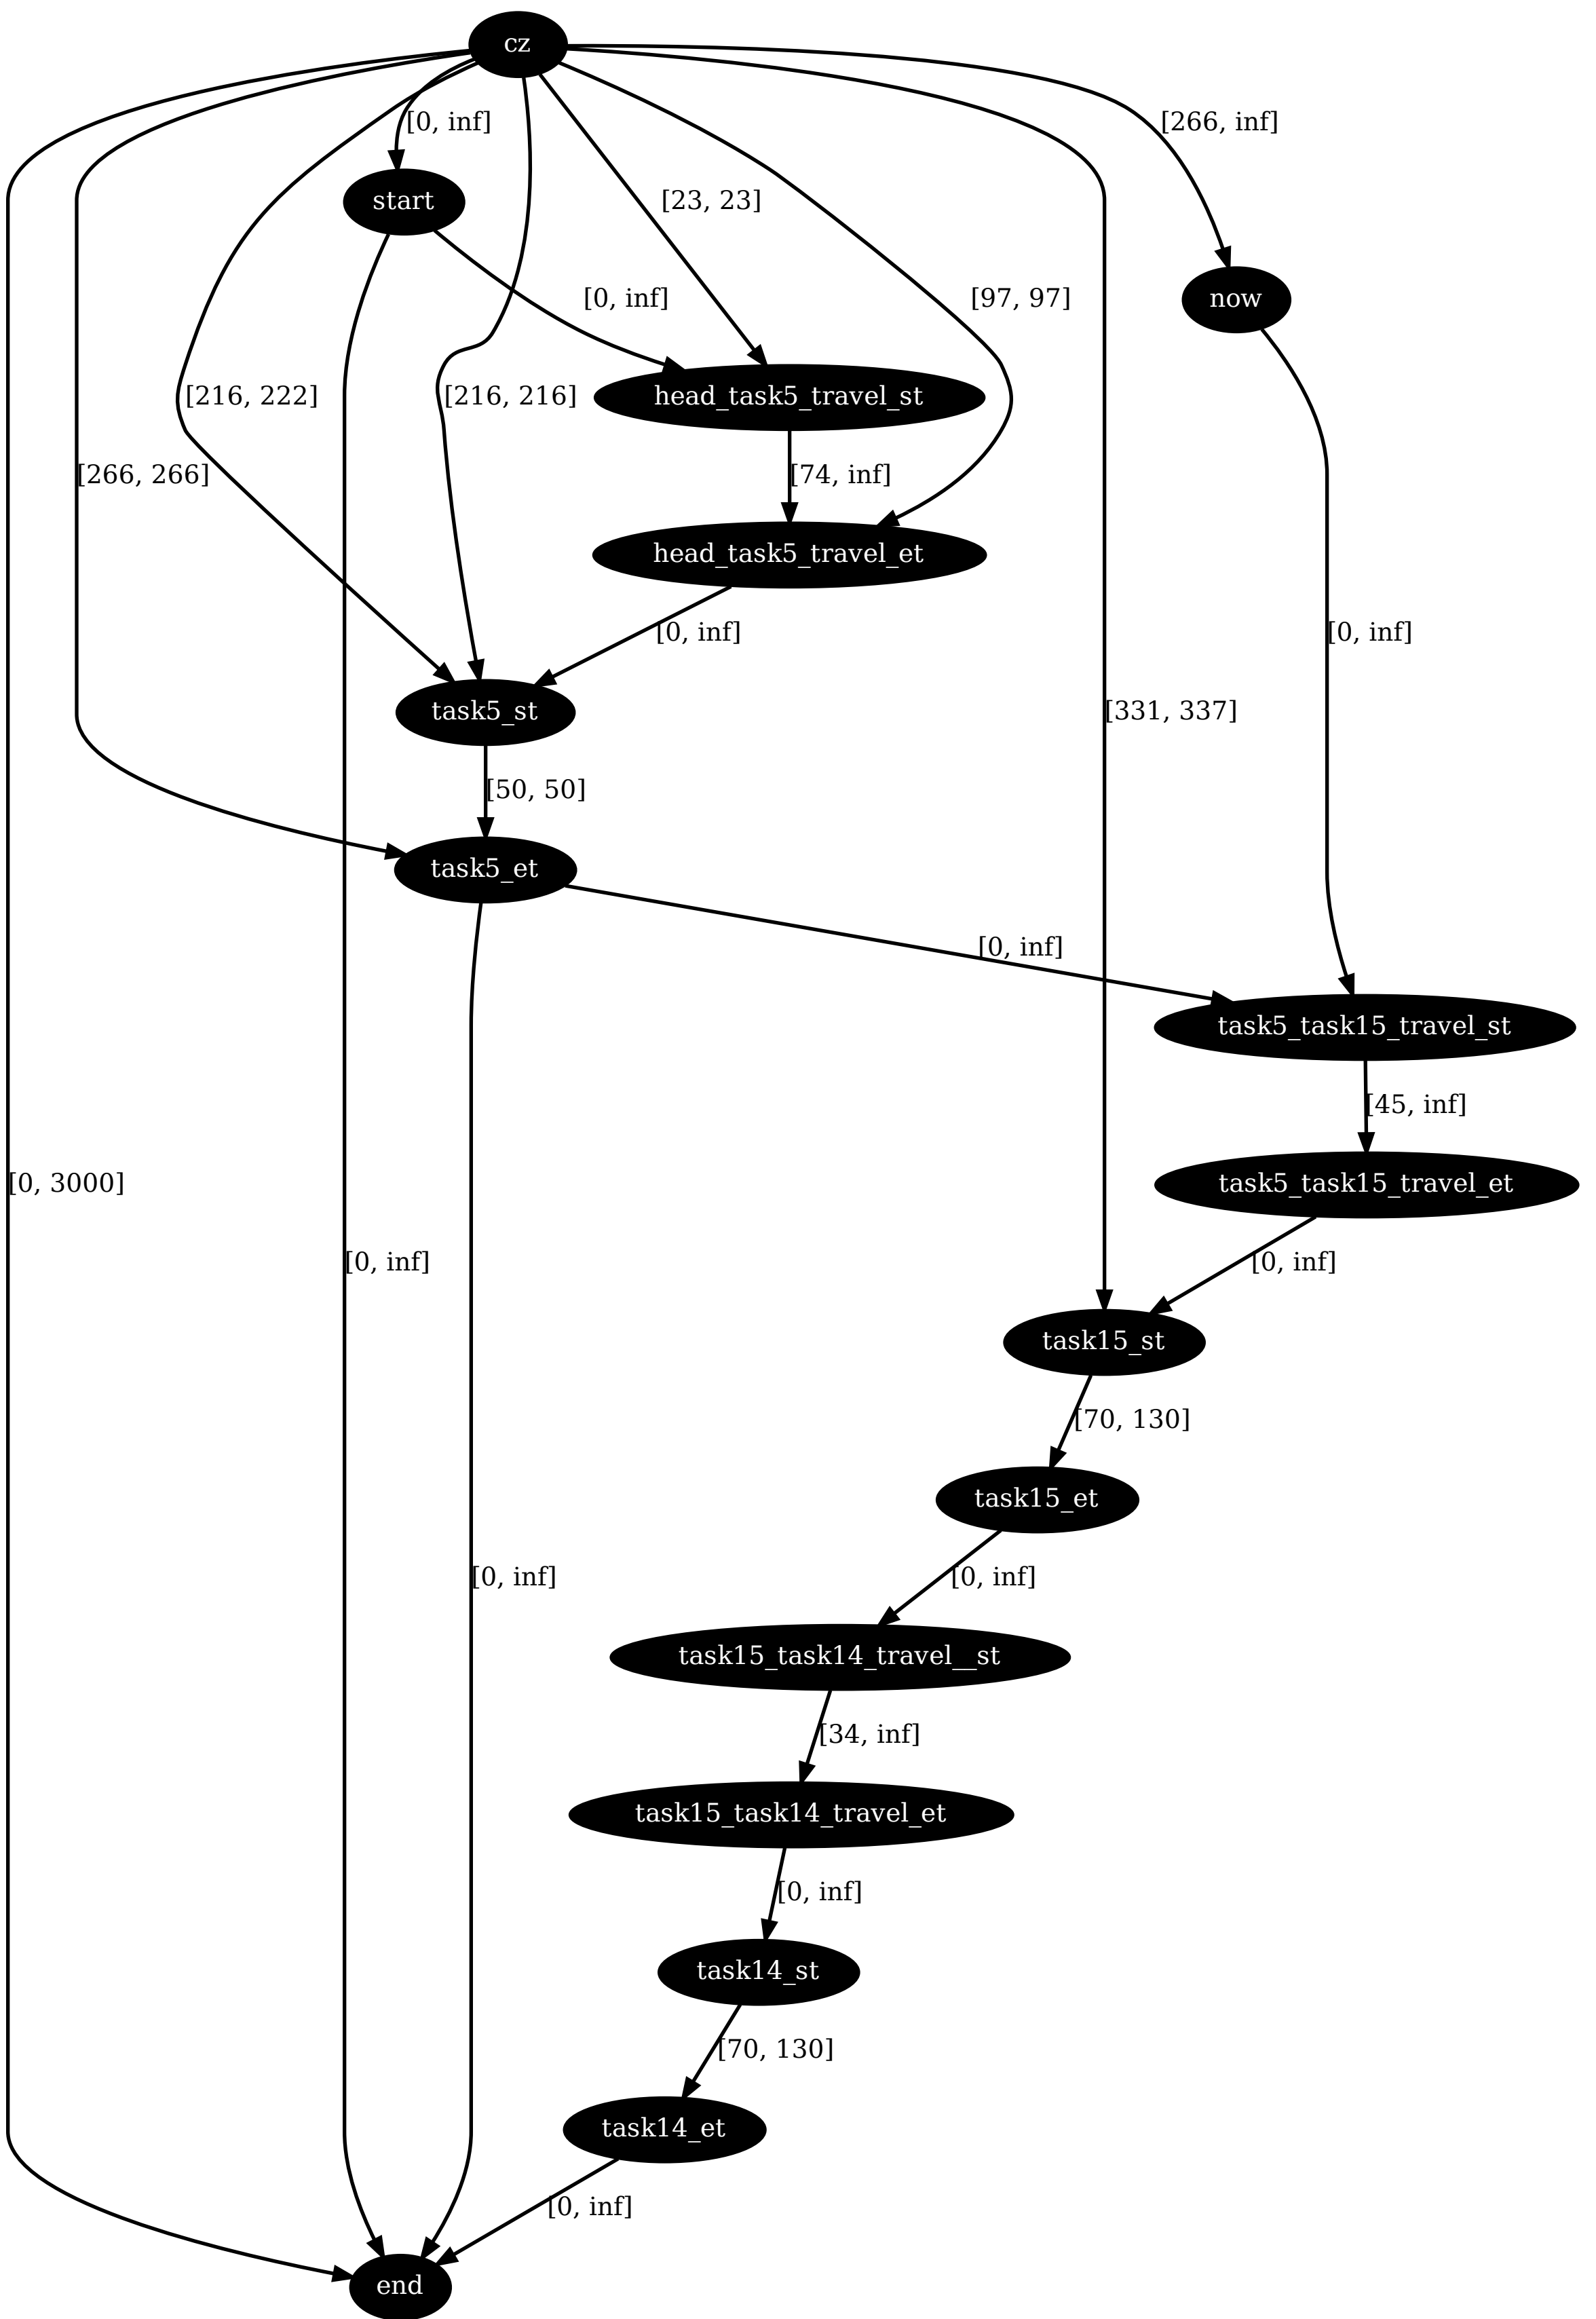 cz
[0, inf]
[266, inf]
start
[23, 23]
[0, inf]
[97, 97]
now
[216, 222]
[216, 216]
head_task5_travel_st
[266, 266]
[74, inf]
head_task5_travel_et
[0, inf]
[0, inf]
task5_st
[331, 337]
[50, 50]
task5_et
[0, inf]
task5_task15_travel_st
[45, inf]
[0, 3000]
task5_task15_travel_et
[0, inf]
[0, inf]
task15_st
[70, 130]
task15_et
[0, inf]
[0, inf]
task15_task14_travel__st
[34, inf]
task15_task14_travel_et
[0, inf]
task14_st
[70, 130]
task14_et
[0, inf]
end